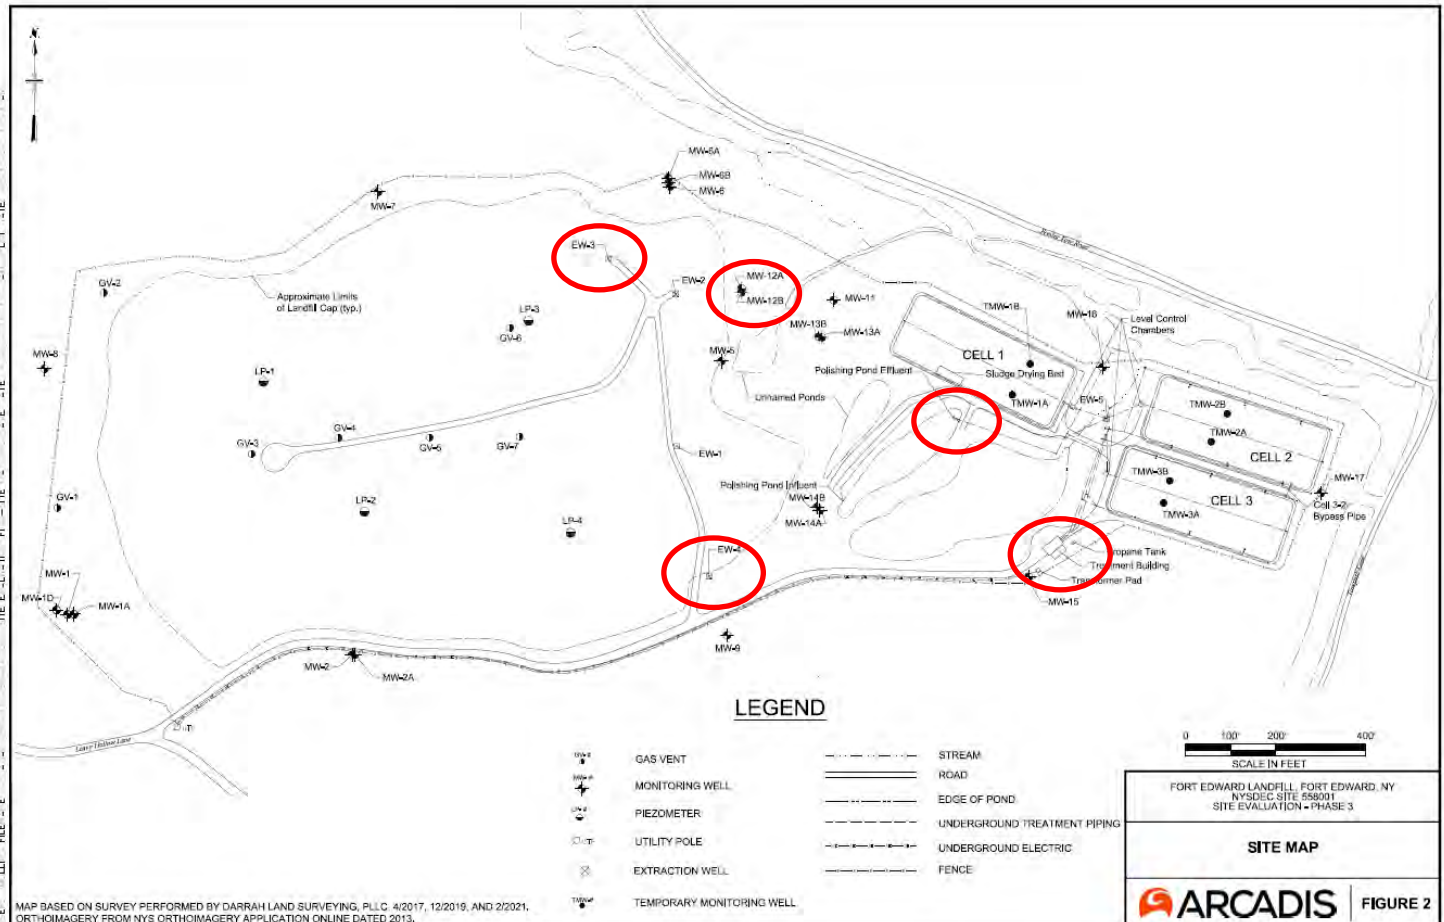 N
MW-6A
MW-6B
MW-6
MW-7
EW-3
GV-2
EW-2
MW-12A
MW-12B
Approximate Limits
of Landfill Cap (typ.)
LP-3
GV-6
MW-11
TMW-1B
MW-18
Level Control
Chambers
MW-13B
MW-13A
MW-8
MW-5
CELL 1
Polishing Pond Effluent
Sludge Drying Bed
LP-1
Unnamed Ponds
TMW-1A
EW-5
TMW-2B
GV-4
GV-3
GV-5
GV-7
TMW-2A
EW-1
CELL 2
TMW-3B
MW-17
Polishing Pond Influent
GV-1
LP-2
MW-14B
CELL 3
Cell 3-2
Bypass Pipe
TMW-3A
MW-14A
LP-4
EW-4
Propane Tank
Treatment Building
Transformer Pad
MW-1
MW-1D
MW-1A
MW-15
MW-9
MW-2
MW-2A
Leavy Hollow Lane
LEGEND
GAS VENT
MONITORING WELL
PIEZOMETER
UTILITY POLE
EXTRACTION WELL
TEMPORARY MONITORING WELL
STREAM
ROAD
EDGE OF POND
UNDERGROUND TREATMENT PIPING
UNDERGROUND ELECTRIC
FENCE
0 100 200 400'
SCALE IN FEET
FORT EDWARD LANDFILL, FORT EDWARD, NY
NYSDEC SITE 558001
SITE EVALUATION - PHASE 3
SITE MAP
ARCADIS
FIGURE 2
MAP BASED ON SURVEY PERFORMED BY DARRAH LAND SURVEYING, PLLC. 4/2017, 12/2019, AND 2/2021.
ORTHOIMAGERY FROM NYS ORTHOIMAGERY APPLICATION ONLINE DATED 2013.